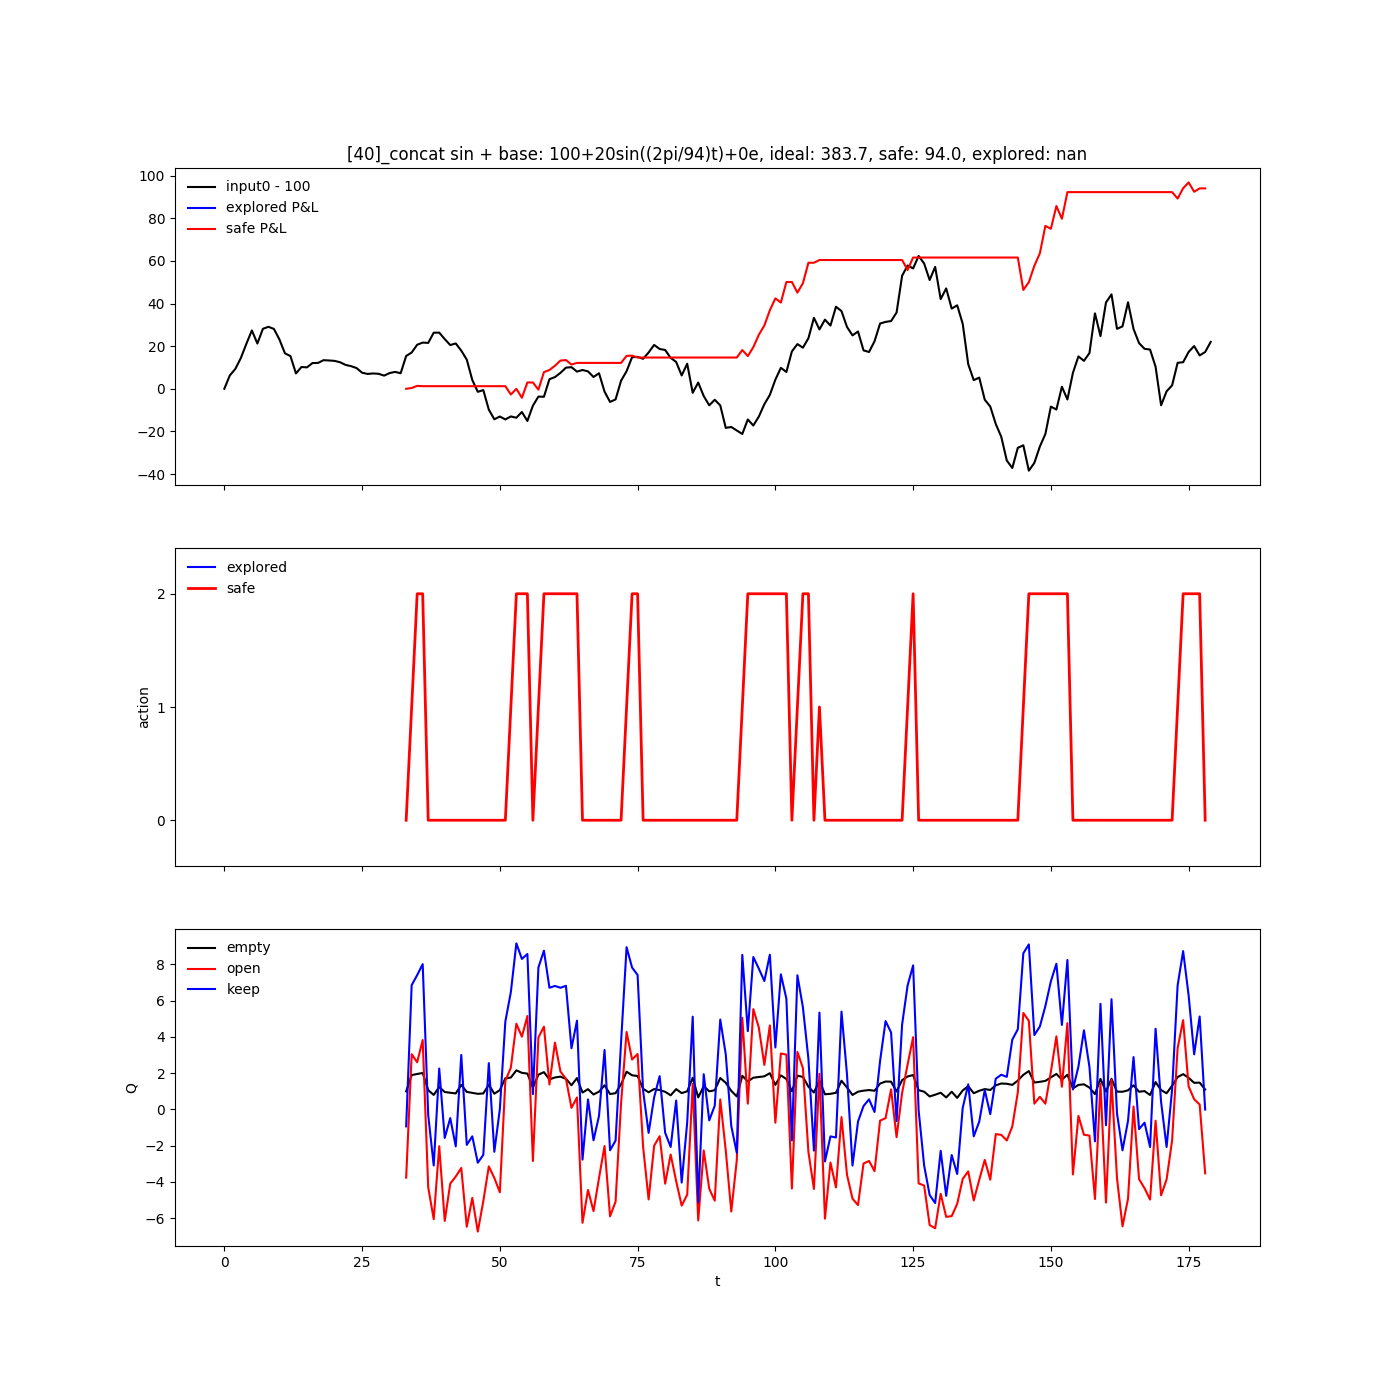 [40]_concat sin + base: 100+20sin((2pi/94)t)+0e, ideal: 383.7, safe: 94.0, explored: nan
100
80
60
40
20
0
−20
−40
input0 - 100
explored P&L
safe P&L
action
2
1
0
explored
safe
Q
8
6
4
2
0
−2
−4
−6
empty
open
keep
0 25 50 75 100 125 150 175
t